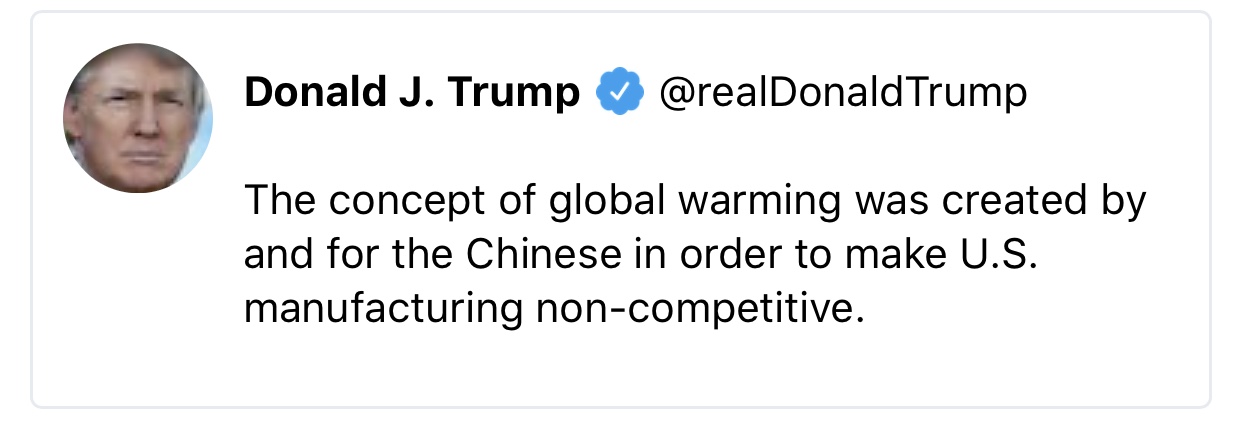 Donald J. Trump @realDonaldTrump
The concept of global warming was created by
and for the Chinese in order to make U.S.
manufacturing non-competitive.